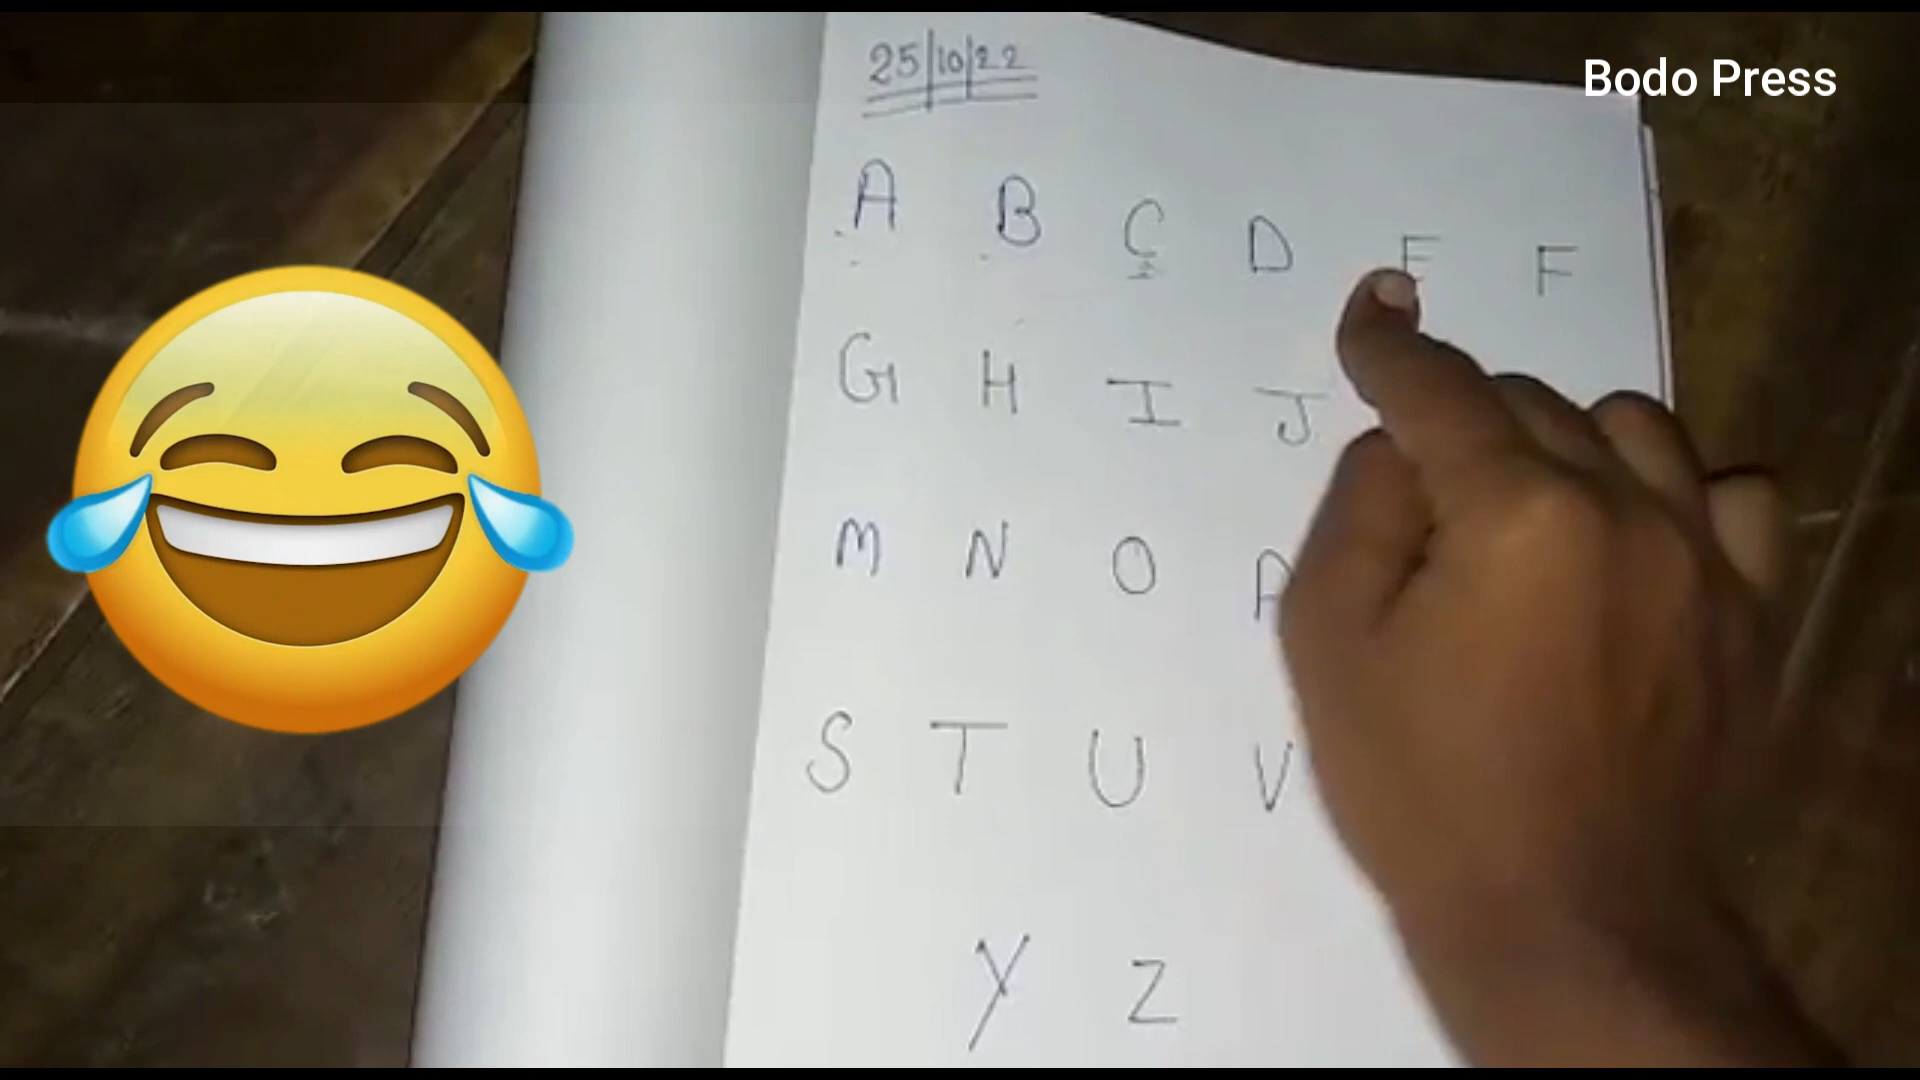 Bodo Press
25/10/22
A B C D E F
G H I J
M N O P
S T U V
Y Z